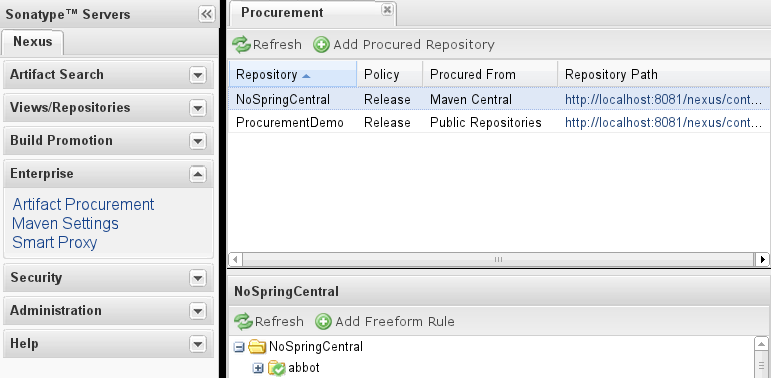 Sonatype™ Servers
Nexus
Artifact Search
Views/Repositories
Build Promotion
Enterprise
Artifact Procurement
Maven Settings
Smart Proxy
Security
Administration
Help
Procurement
Refresh Add Procured Repository
Repository Policy Procured From Repository Path
NoSpringCentral Release Maven Central http://localhost:8081/nexus/cont...
ProcurementDemo Release Public Repositories http://localhost:8081/nexus/cont...
NoSpringCentral
Refresh Add Freeform Rule
NoSpringCentral
abbot